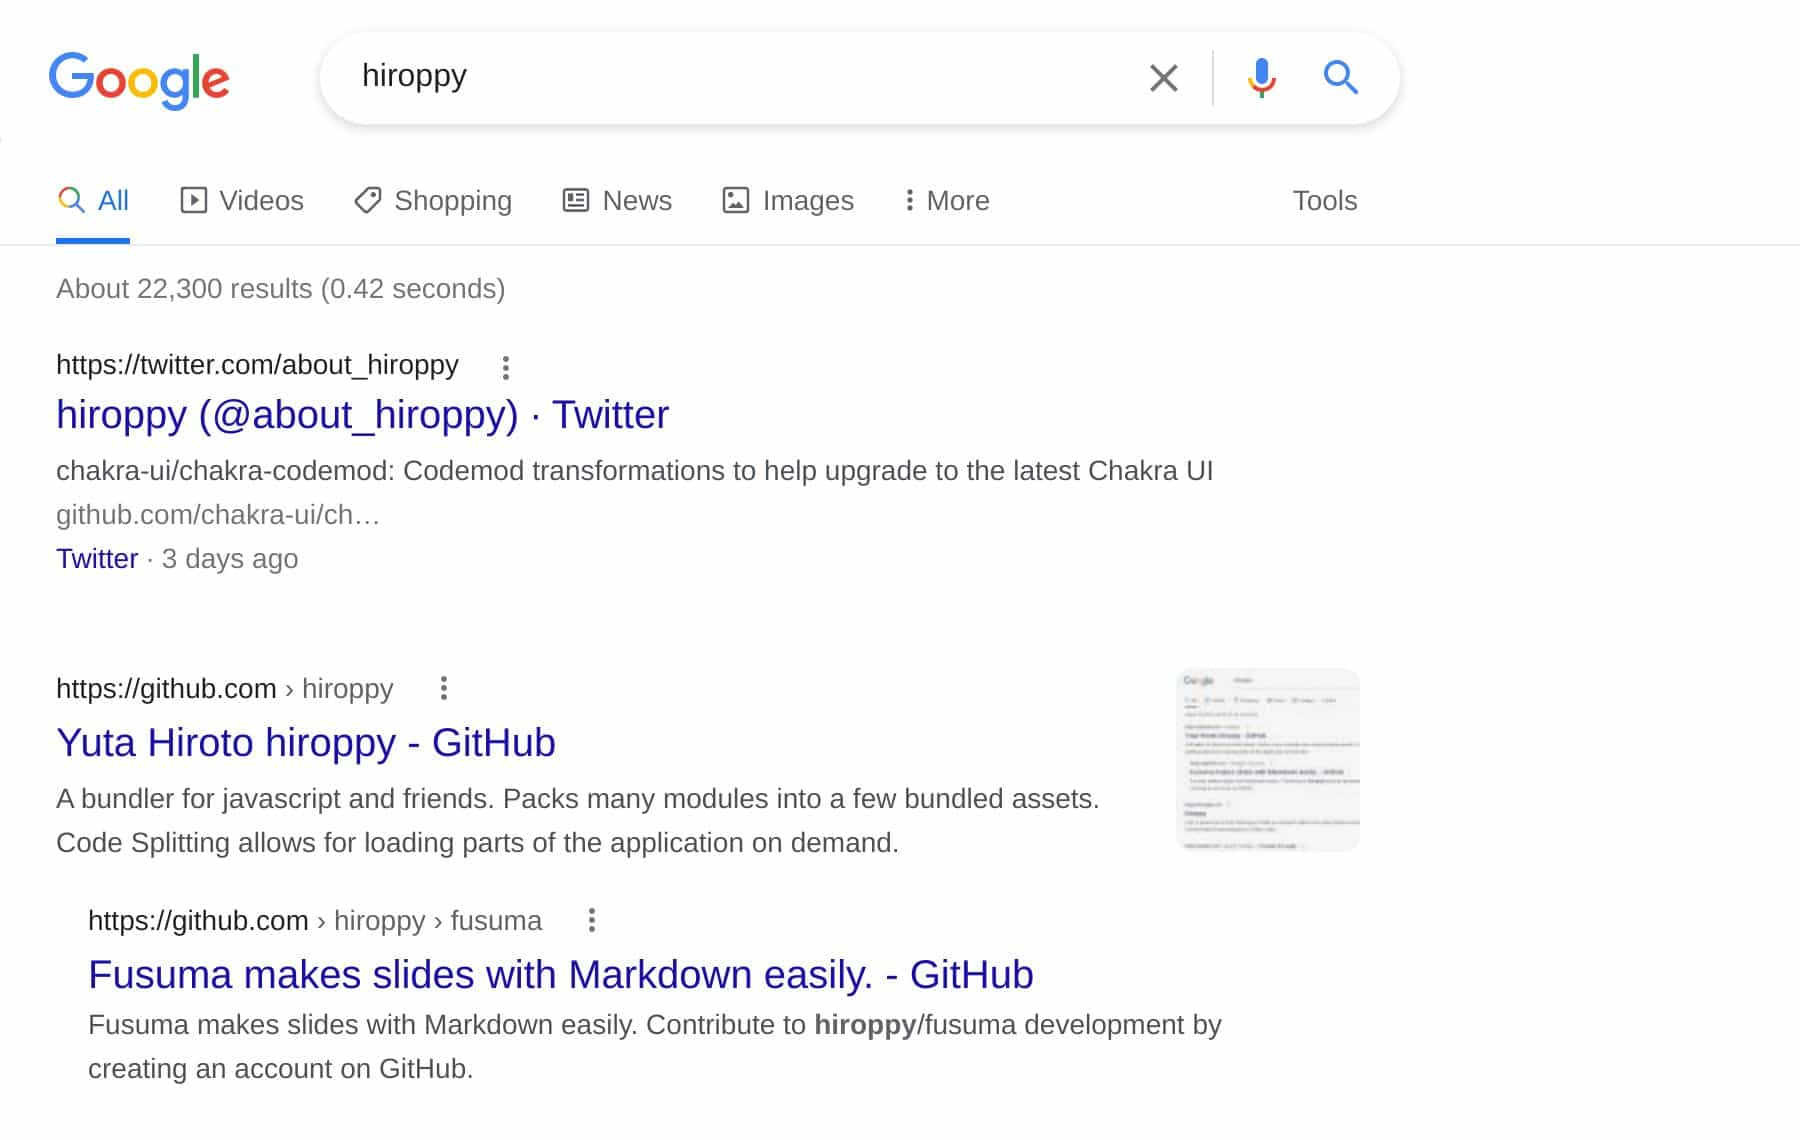 Google
hiroppy
All Videos Shopping News Images More Tools
About 22,300 results (0.42 seconds)
https://twitter.com/about_hiroppy
hiroppy (@about_hiroppy) · Twitter
chakra-ui/chakra-codemod: Codemod transformations to help upgrade to the latest Chakra UI
github.com/chakra-ui/ch…
Twitter · 3 days ago
https://github.com › hiroppy
Yuta Hiroto hiroppy - GitHub
A bundler for javascript and friends. Packs many modules into a few bundled assets.
Code Splitting allows for loading parts of the application on demand.
https://github.com › hiroppy › fusuma
Fusuma makes slides with Markdown easily. - GitHub
Fusuma makes slides with Markdown easily. Contribute to hiroppy/fusuma development by
creating an account on GitHub.